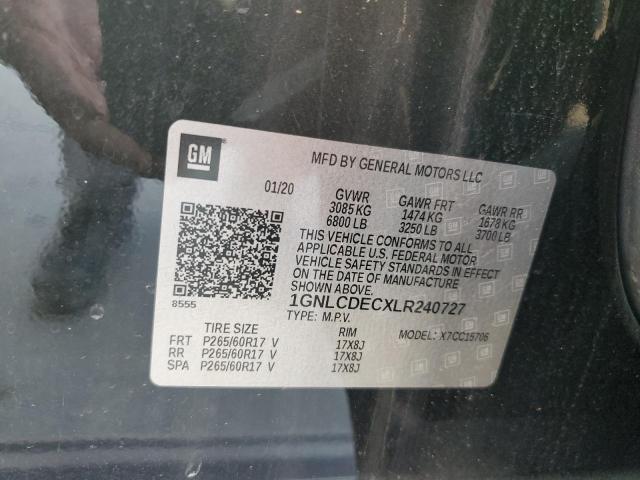 GM
MFD BY GENERAL MOTORS LLC
01/20
GVWR GAWR FRT GAWR RR
3085 KG 1474 KG 1678 KG
6800 LB 3250 LB 3700 LB
THIS VEHICLE CONFORMS TO ALL
APPLICABLE U.S. FEDERAL MOTOR
VEHICLE SAFETY STANDARDS IN EFFECT
ON THE DATE OF MANUFACTURE
SHOWN ABOVE.
8555
1GNLCDECXLR240727
TYPE: M.P.V. MODEL: X7CC15706
TIRE SIZE RIM
FRT P265/60R17 V 17X8J
RR P265/60R17 V 17X8J
SPA P265/60R17 V 17X8J